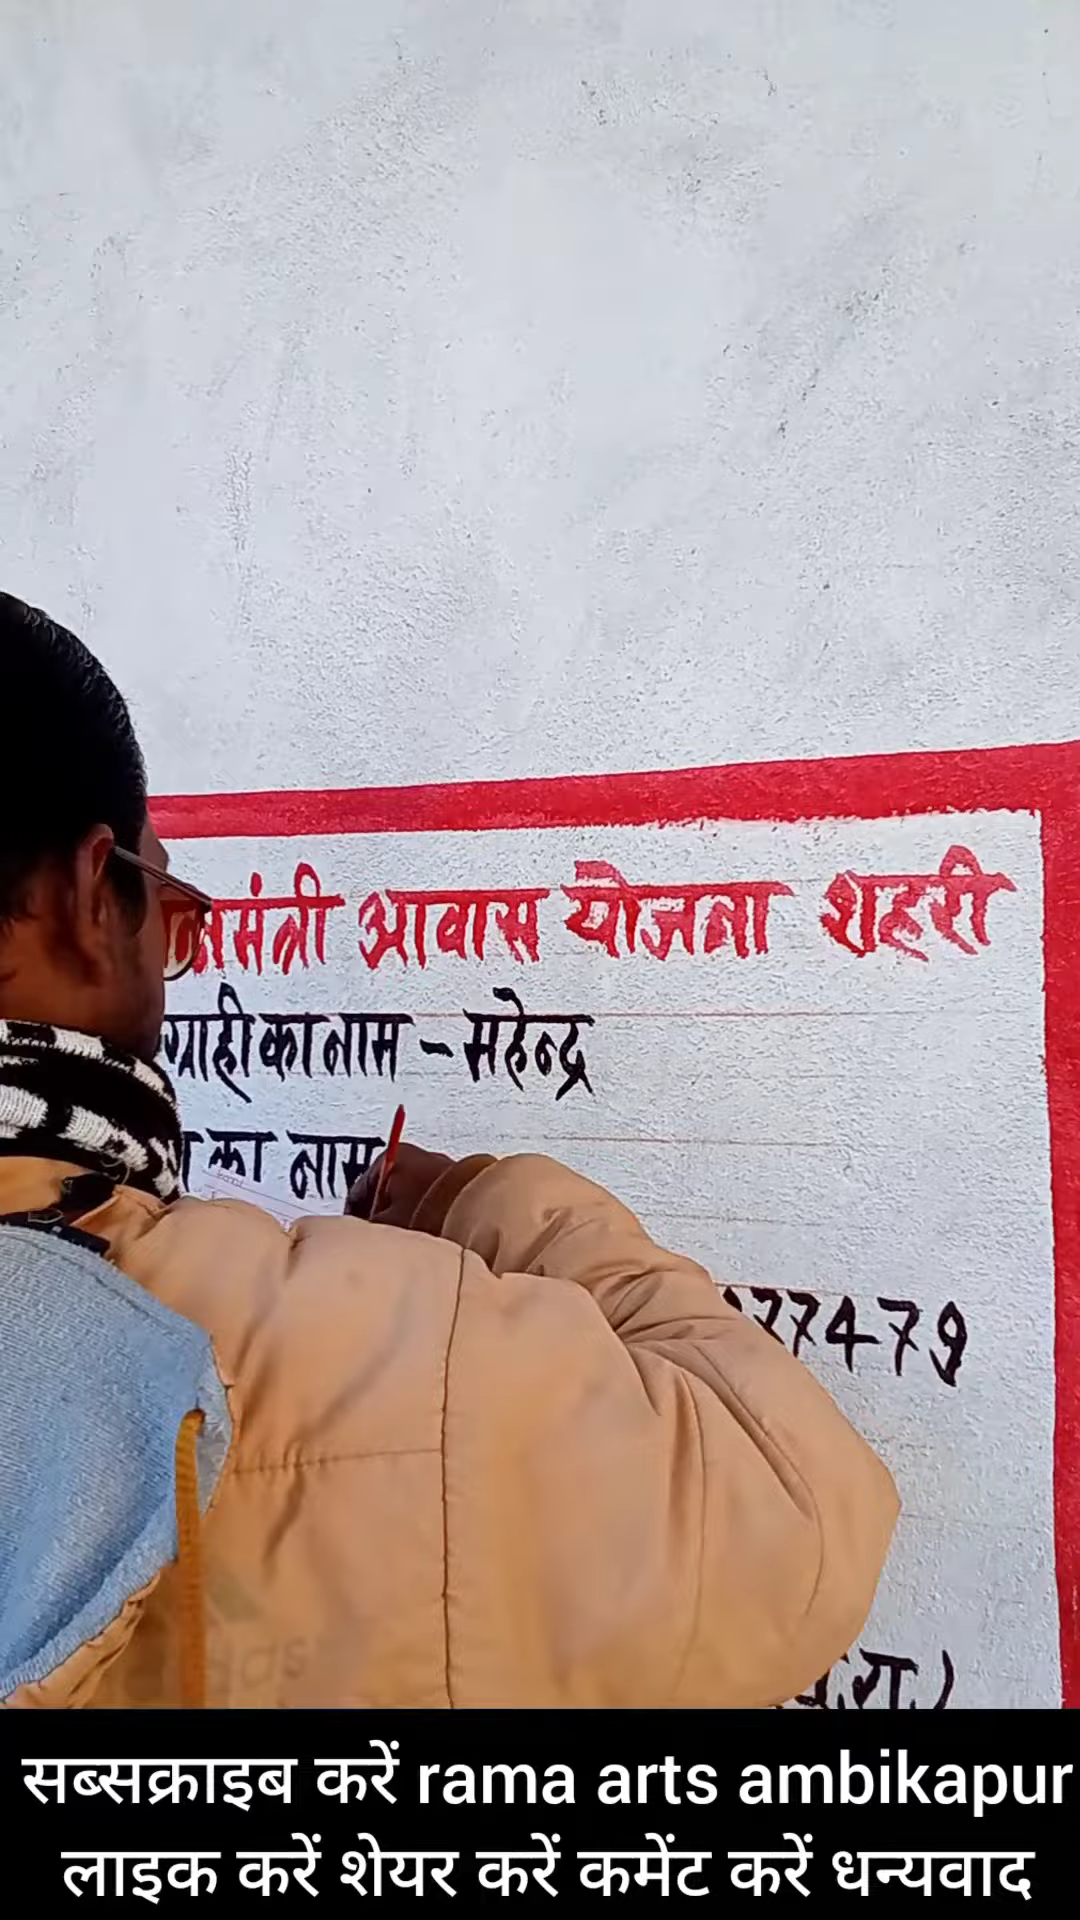 आवास योजना शहरी
का नाम - महेन्द्र
का नाम
77479
सब्सक्राइब करें rama arts ambikapur
लाइक करें शेयर करें कमेंट करें धन्यवाद